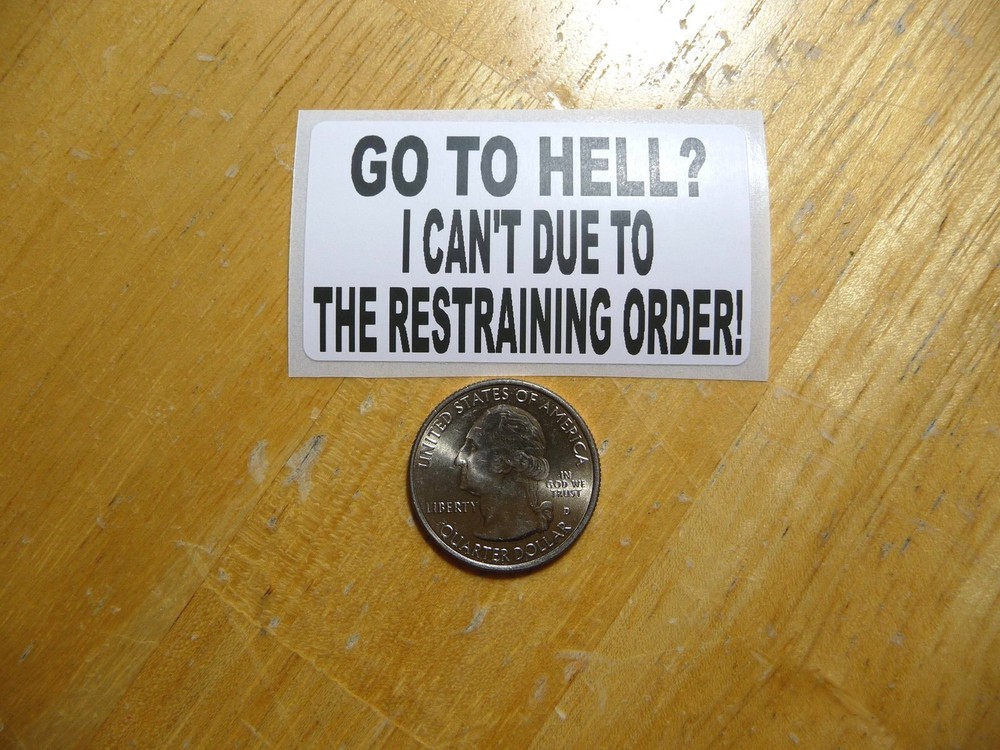 GO TO HELL?
I CAN'T DUE TO
THE RESTRAINING ORDER!
UNITED STATES OF AMERICA
LIBERTY
IN
GOD WE
TRUST
D
QUARTER DOLLAR